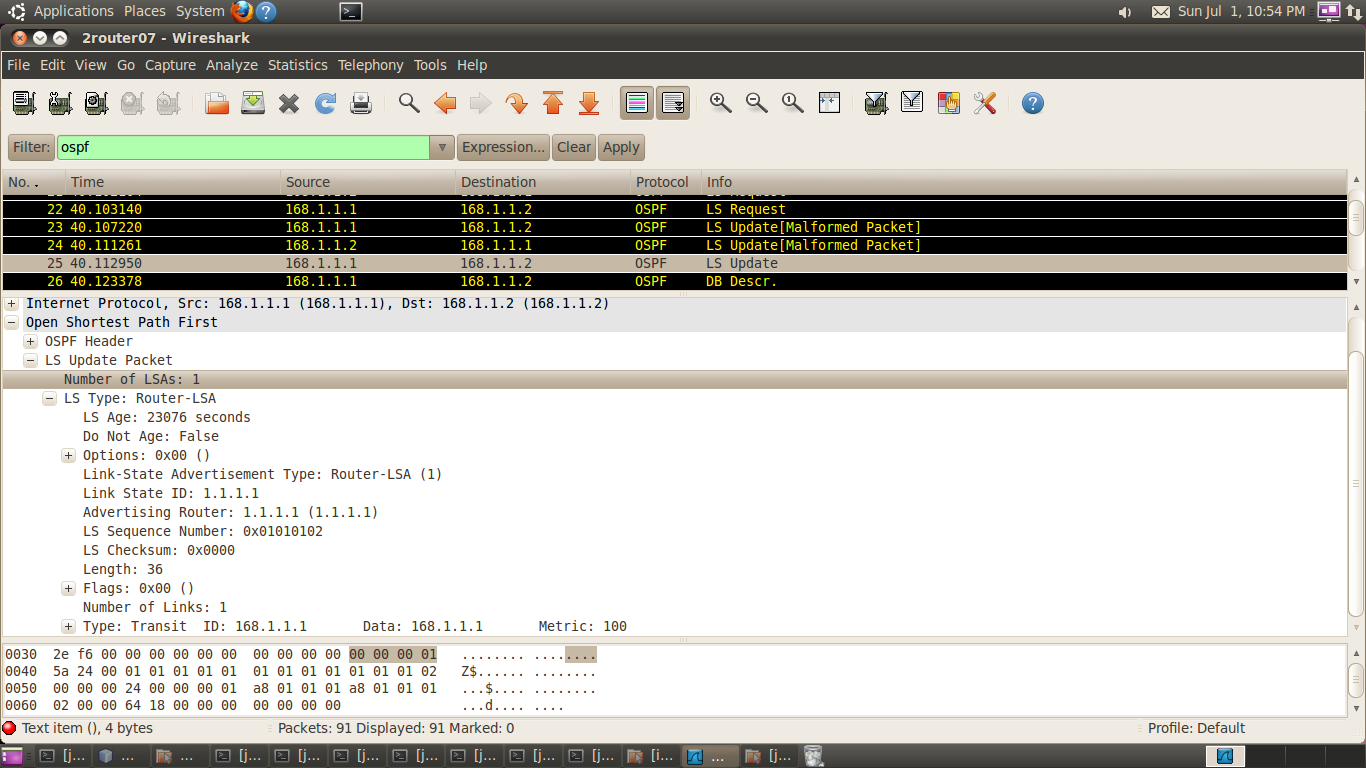 Applications Places System
Sun Jul 1, 10:54 PM
2router07 - Wireshark
File Edit View Go Capture Analyze Statistics Telephony Tools Help
Filter: ospf Expression... Clear Apply
No. Time Source Destination Protocol Info
22 40.103140 168.1.1.1 168.1.1.2 OSPF LS Request
23 40.107220 168.1.1.1 168.1.1.2 OSPF LS Update[Malformed Packet]
24 40.111261 168.1.1.2 168.1.1.1 OSPF LS Update[Malformed Packet]
25 40.112950 168.1.1.1 168.1.1.2 OSPF LS Update
26 40.123378 168.1.1.1 168.1.1.2 OSPF DB Descr.
Internet Protocol, Src: 168.1.1.1 (168.1.1.1), Dst: 168.1.1.2 (168.1.1.2)
Open Shortest Path First
OSPF Header
LS Update Packet
Number of LSAs: 1
LS Type: Router-LSA
LS Age: 23076 seconds
Do Not Age: False
Options: 0x00 ()
Link-State Advertisement Type: Router-LSA (1)
Link State ID: 1.1.1.1
Advertising Router: 1.1.1.1 (1.1.1.1)
LS Sequence Number: 0x01010102
LS Checksum: 0x0000
Length: 36
Flags: 0x00 ()
Number of Links: 1
Type: Transit ID: 168.1.1.1 Data: 168.1.1.1 Metric: 100
0030 2e f6 00 00 00 00 00 00 00 00 00 00 00 00 00 01 ........ ........
0040 5a 24 00 01 01 01 01 01 01 01 01 01 01 01 01 02 Z$...... ........
0050 00 00 00 24 00 00 00 01 a8 01 01 01 a8 01 01 01 ...$.... ........
0060 02 00 00 64 18 00 00 00 00 00 00 00 ...d.... ....
Text item (), 4 bytes Packets: 91 Displayed: 91 Marked: 0 Profile: Default
[j... ... ... [j... [j... [j... [j... [j... [j... [j... [i... ... [j...